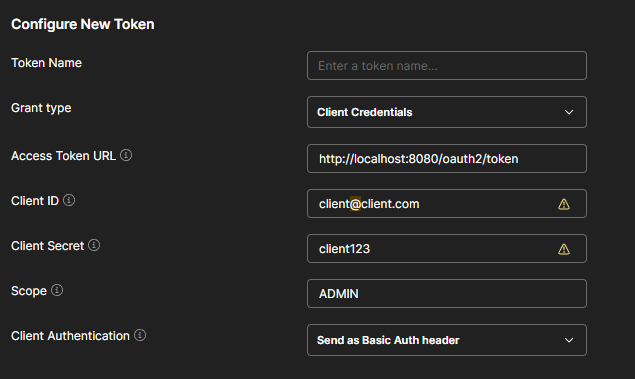 Configure New Token
Token Name
Enter a token name...
Grant type
Client Credentials
Access Token URL
http://localhost:8080/oauth2/token
Client ID
client@client.com
Client Secret
client123
Scope
ADMIN
Client Authentication
Send as Basic Auth header